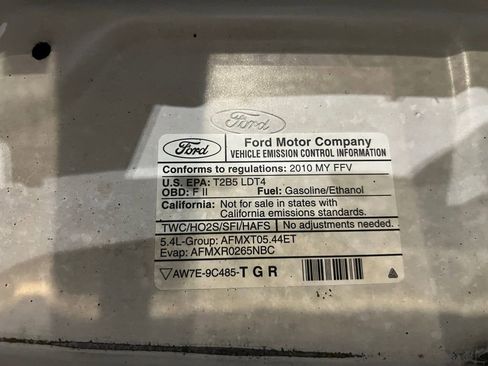 Ford
Ford
Ford Motor Company
VEHICLE EMISSION CONTROL INFORMATION
Conforms to regulations: 2010 MY FFV
U.S. EPA: T2B5 LDT4
OBD: F II Fuel: Gasoline/Ethanol
California: Not for sale in states with
California emissions standards.
TWC/HO2S/SFI/HAFS No adjustments needed.
5.4L-Group: AFMXT05.44ET
Evap: AFMXR0265NBC
AW7E-9C485-TGR